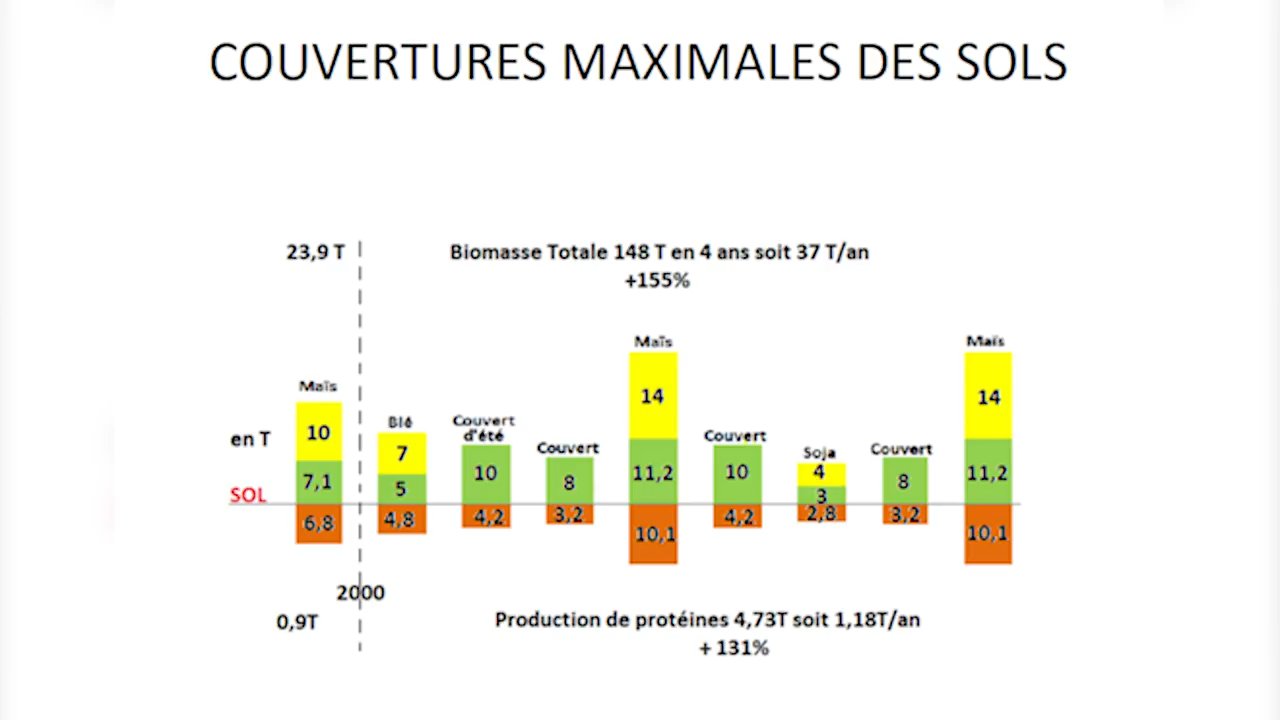 COUVERTURES MAXIMALES DES SOLS
23,9 T
Biomasse Totale 148 T en 4 ans soit 37 T/an
+155%
en T
SOL
Maïs
10
7,1
6,8
Blé
7
5
4,8
Couvert
d'été
10
4,2
Couvert
8
3,2
Maïs
14
11,2
10,1
Couvert
10
4,2
Soja
4
3
2,8
Couvert
8
3,2
Maïs
14
11,2
10,1
2000
0,9T
Production de protéines 4,73T soit 1,18T/an
+ 131%